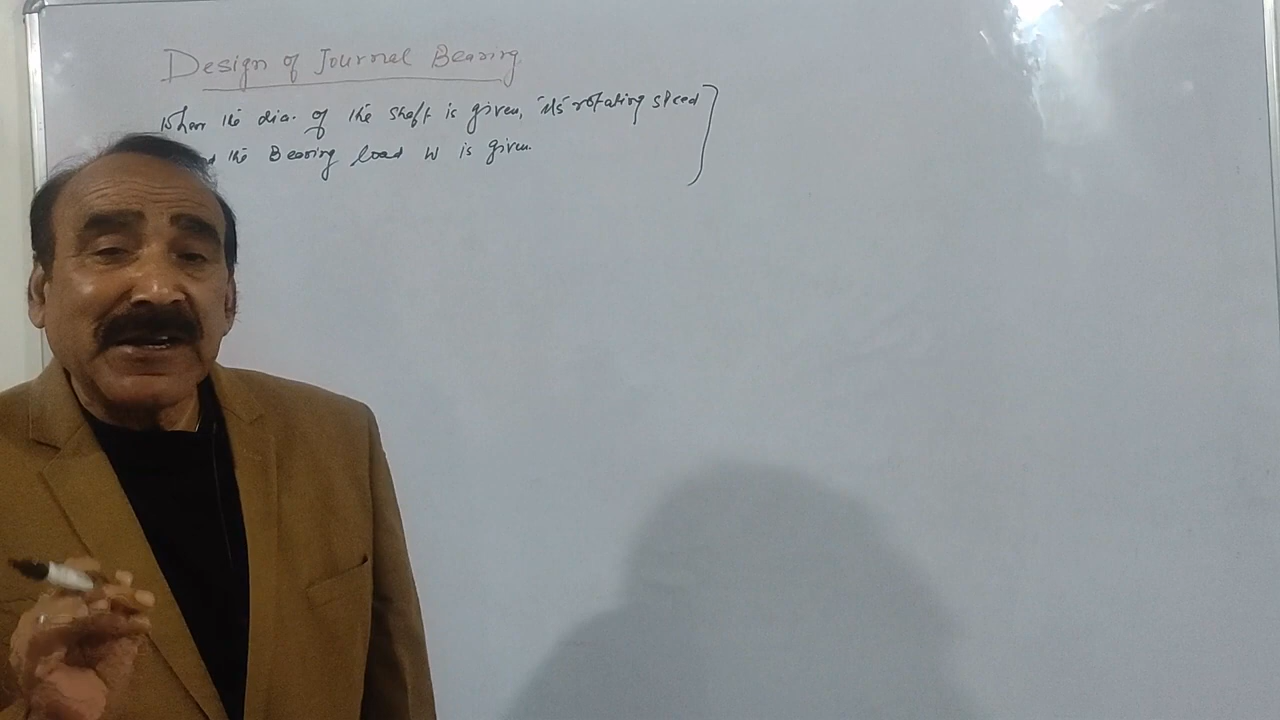 Design of Journal Bearing
When the dia. of the shaft is given, its rotating speed
the Bearing load W is given.